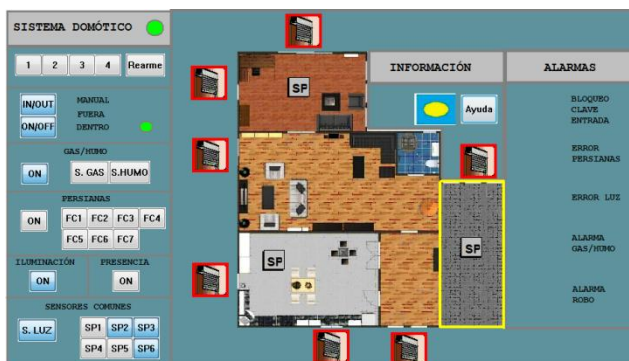 SISTEMA DOMÓTICO
1 2 3 4 Rearme
IN/OUT
ON/OFF
MANUAL
FUERA
DENTRO
GAS/HUMO
ON S. GAS S.HUMO
PERSIANAS
ON FC1 FC2 FC3 FC4
FC5 FC6 FC7
ILUMINACIÓN PRESENCIA
ON ON
SENSORES COMUNES
S. LUZ SP1 SP2 SP3
SP4 SP5 SP6
SP
SP
SP
INFORMACIÓN
Ayuda
ALARMAS
BLOQUEO
CLAVE
ENTRADA
ERROR
PERSIANAS
ERROR LUZ
ALARMA
GAS/HUMO
ALARMA
ROBO